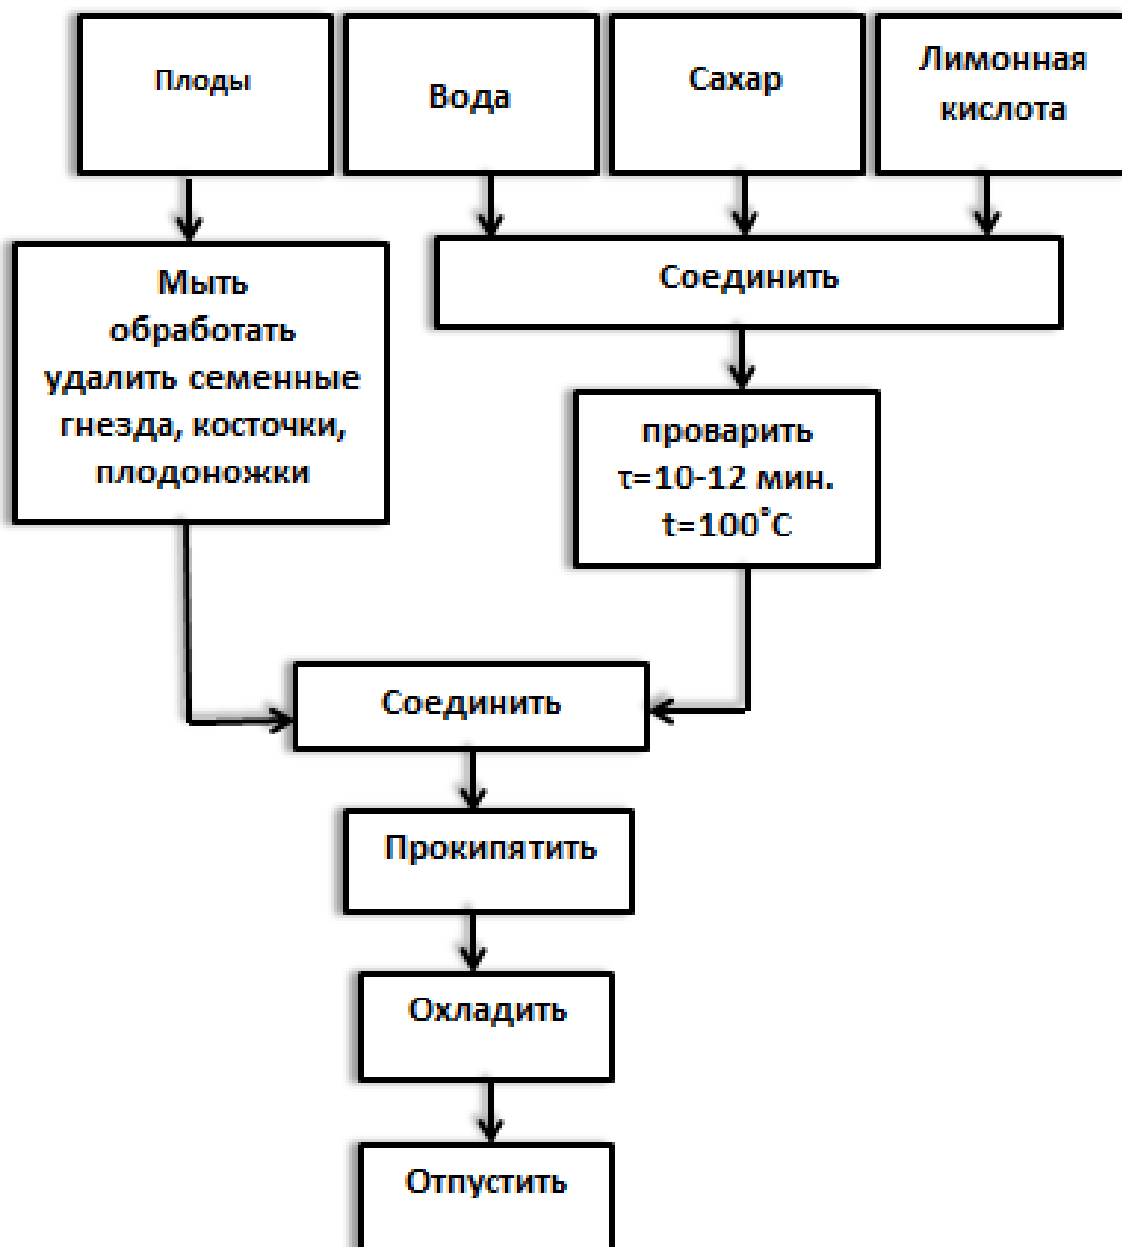 Плоды
Вода
Сахар
Лимонная
кислота
Мыть
обработать
удалить семенные
гнезда, косточки,
плодоножки
Соединить
проварить
τ=10-12 мин.
t=100˚С
Соединить
Прокипятить
Охладить
Отпустить